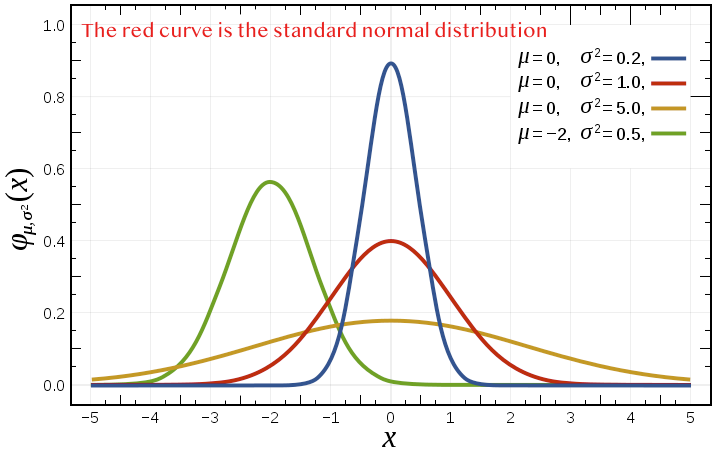 The red curve is the standard normal distribution
μ=0, σ²=0.2,
μ=0, σ²=1.0,
μ=0, σ²=5.0,
μ=−2, σ²=0.5,
φμ,σ²(x)
1.0
0.8
0.6
0.4
0.2
0.0
−5 −4 −3 −2 −1 0 1 2 3 4 5
x